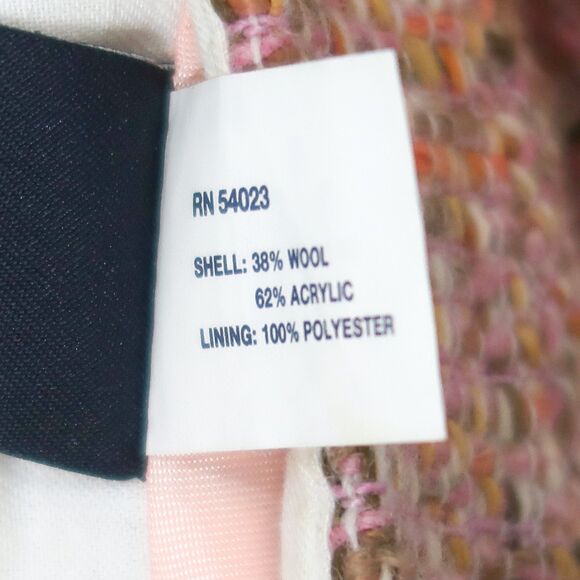 RN 54023
SHELL: 38% WOOL
62% ACRYLIC
LINING: 100% POLYESTER